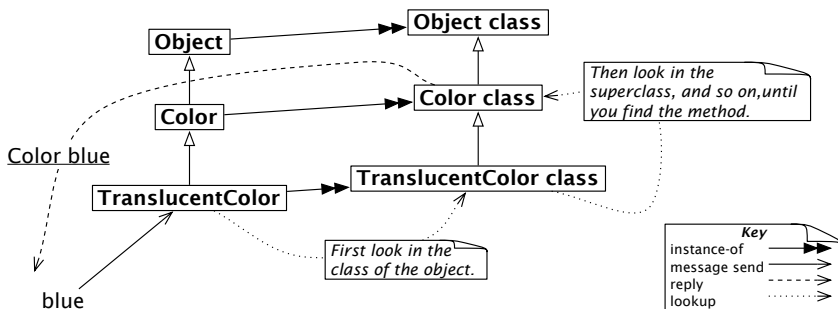 Object
Object class
Color
Color class
Then look in the
superclass, and so on,until
you find the method.
Color blue
TranslucentColor
TranslucentColor class
First look in the
class of the object.
blue
Key
instance-of
message send
reply
lookup